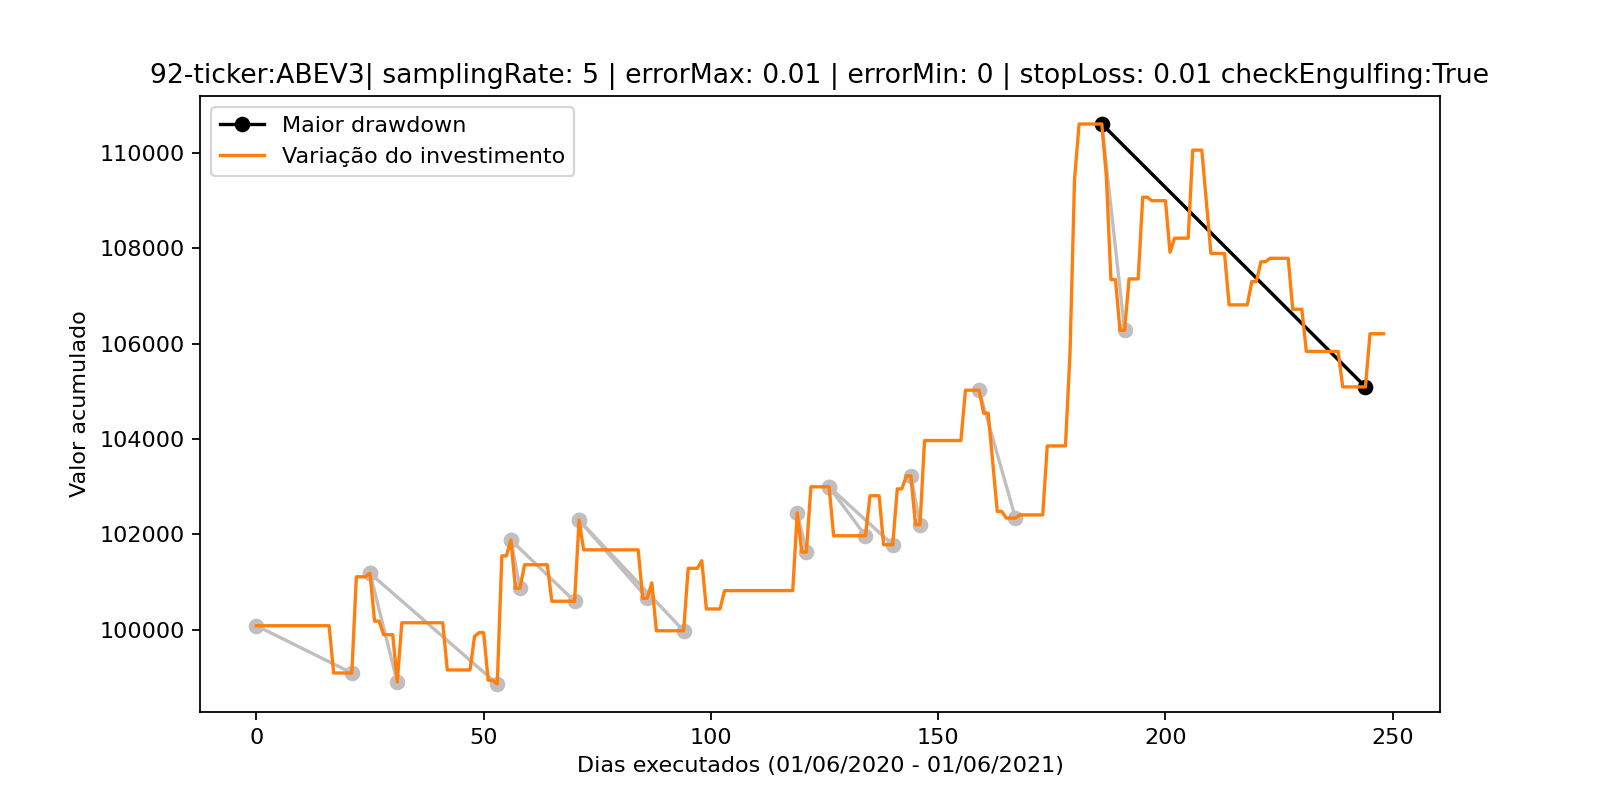 92-ticker:ABEV3| samplingRate: 5 | errorMax: 0.01 | errorMin: 0 | stopLoss: 0.01 checkEngulfing:True
Maior drawdown
Variação do investimento
Valor acumulado
110000
108000
106000
104000
102000
100000
0 50 100 150 200 250
Dias executados (01/06/2020 - 01/06/2021)